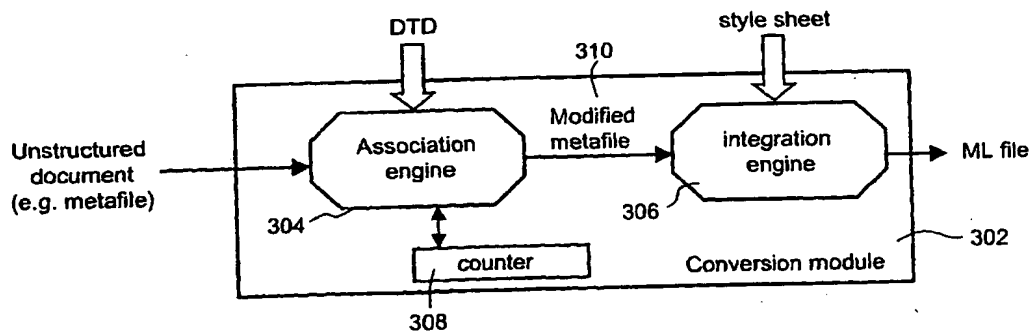 DTD
style sheet
310
Unstructured
document
(e.g. metafile)
Association
engine
Modified
metafile
integration
engine
ML file
304
306
302
counter
Conversion module
308